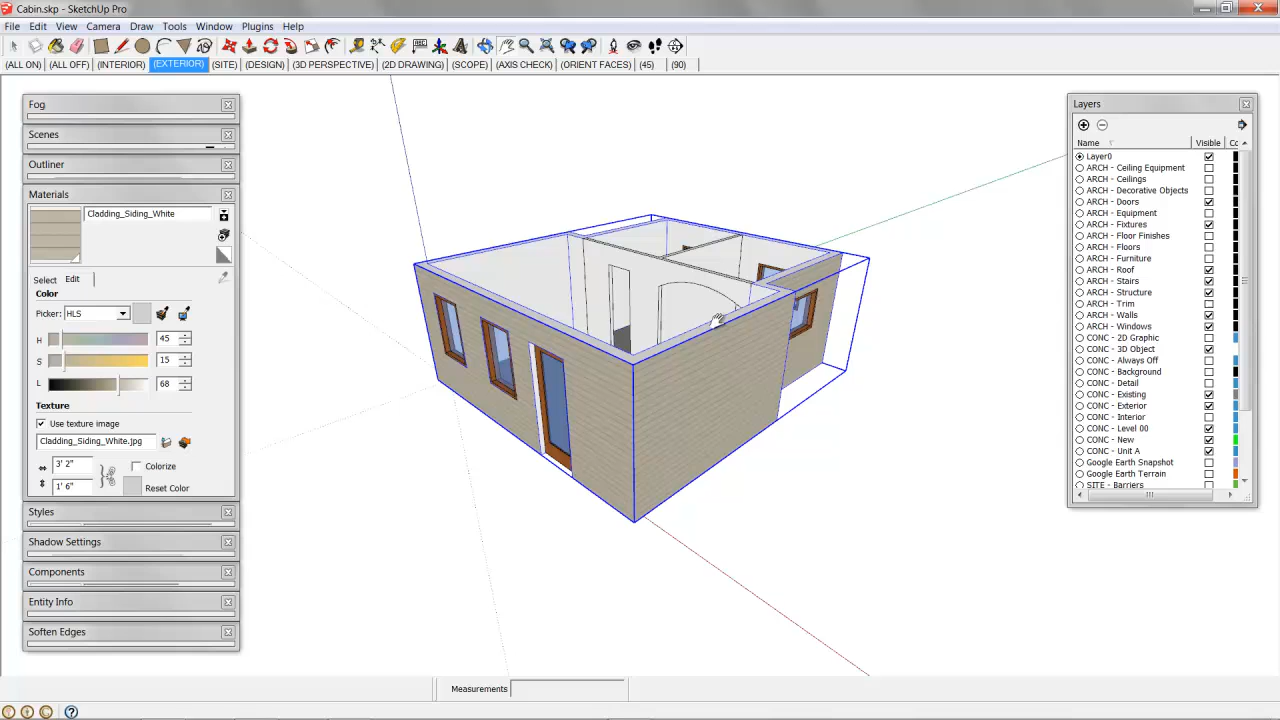 Cabin.skp - SketchUp Pro
File Edit View Camera Draw Tools Window Plugins Help
(ALL ON) (ALL OFF) (INTERIOR) (EXTERIOR) (SITE) (DESIGN) (3D PERSPECTIVE) (2D DRAWING) (SCOPE) (AXIS CHECK) (ORIENT FACES) (45) (90)
Fog
Scenes
Outliner
Materials
Cladding_Siding_White
Select Edit
Color
Picker: HLS
H 45
S 15
L 68
Texture
Use texture image
Cladding_Siding_White.jpg
3' 2" Colorize
1' 6" Reset Color
Styles
Shadow Settings
Components
Entity Info
Soften Edges
Layers
Name Visible Cc
Layer0
ARCH - Ceiling Equipment
ARCH - Ceilings
ARCH - Decorative Objects
ARCH - Doors
ARCH - Equipment
ARCH - Fixtures
ARCH - Floor Finishes
ARCH - Floors
ARCH - Furniture
ARCH - Roof
ARCH - Stairs
ARCH - Structure
ARCH - Trim
ARCH - Walls
ARCH - Windows
CONC - 2D Graphic
CONC - 3D Object
CONC - Always Off
CONC - Background
CONC - Detail
CONC - Existing
CONC - Exterior
CONC - Interior
CONC - Level 00
CONC - New
CONC - Unit A
Google Earth Snapshot
Google Earth Terrain
SITE - Barriers
Measurements